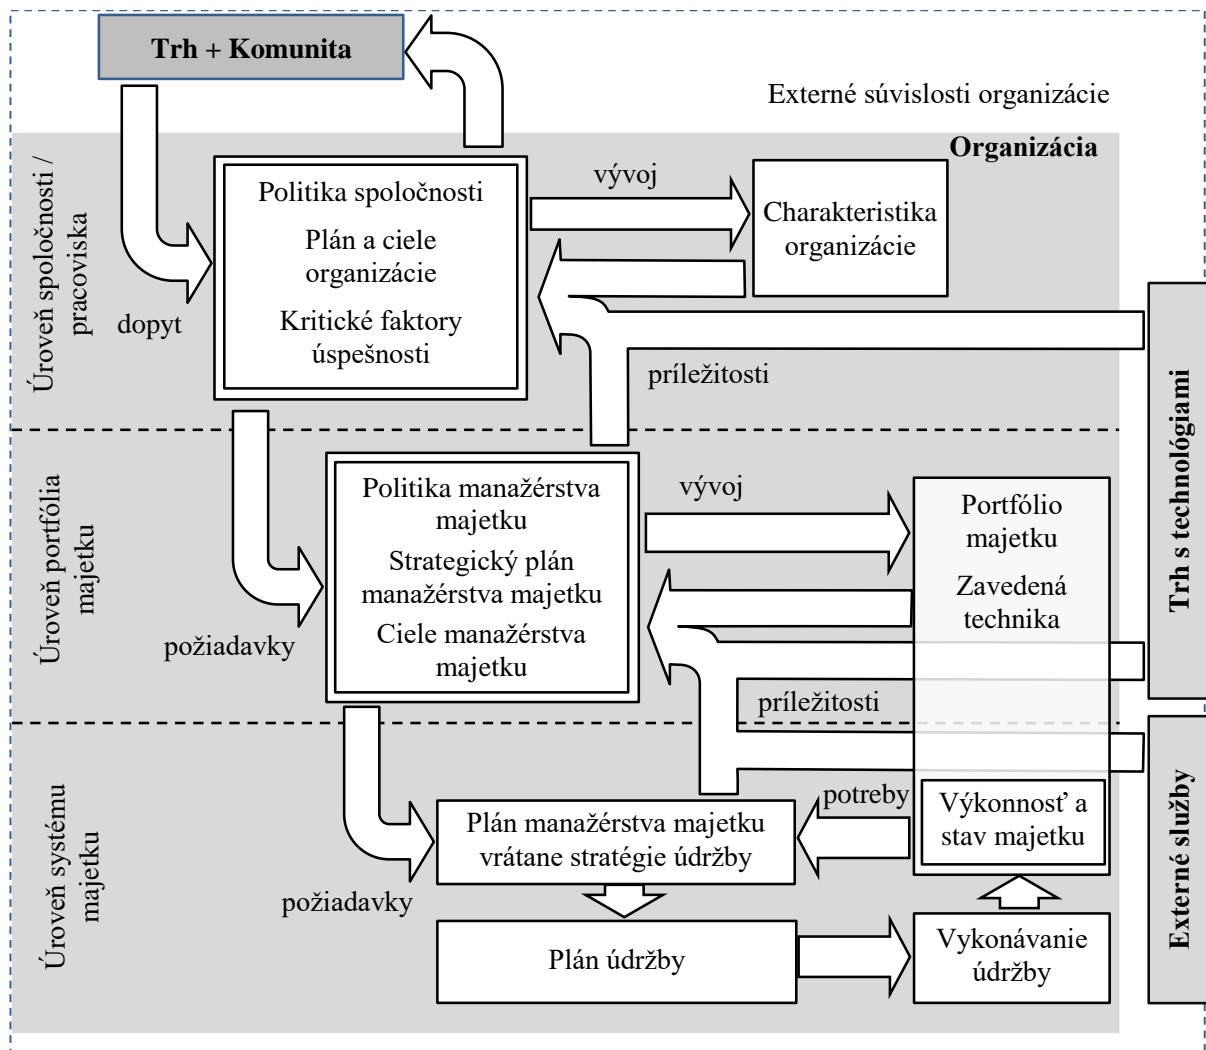 Trh + Komunita
Externé súvislosti organizácie
Organizácia
Úroveň spoločnosti /
pracoviska
dopyt
Politika spoločnosti
Plán a ciele
organizácie
Kritické faktory
úspešnosti
vývoj
Charakteristika
organizácie
príležitosti
Trh s technológiami
Úroveň portfólia
majetku
požiadavky
Politika manažérstva
majetku
Strategický plán
manažérstva majetku
Ciele manažérstva
majetku
vývoj
Portfólio
majetku
Zavedená
technika
príležitosti
Úroveň systému
majetku
požiadavky
Plán manažérstva majetku
vrátane stratégie údržby
potreby
Výkonnosť a
stav majetku
Plán údržby
Vykonávanie
údržby
Externé služby